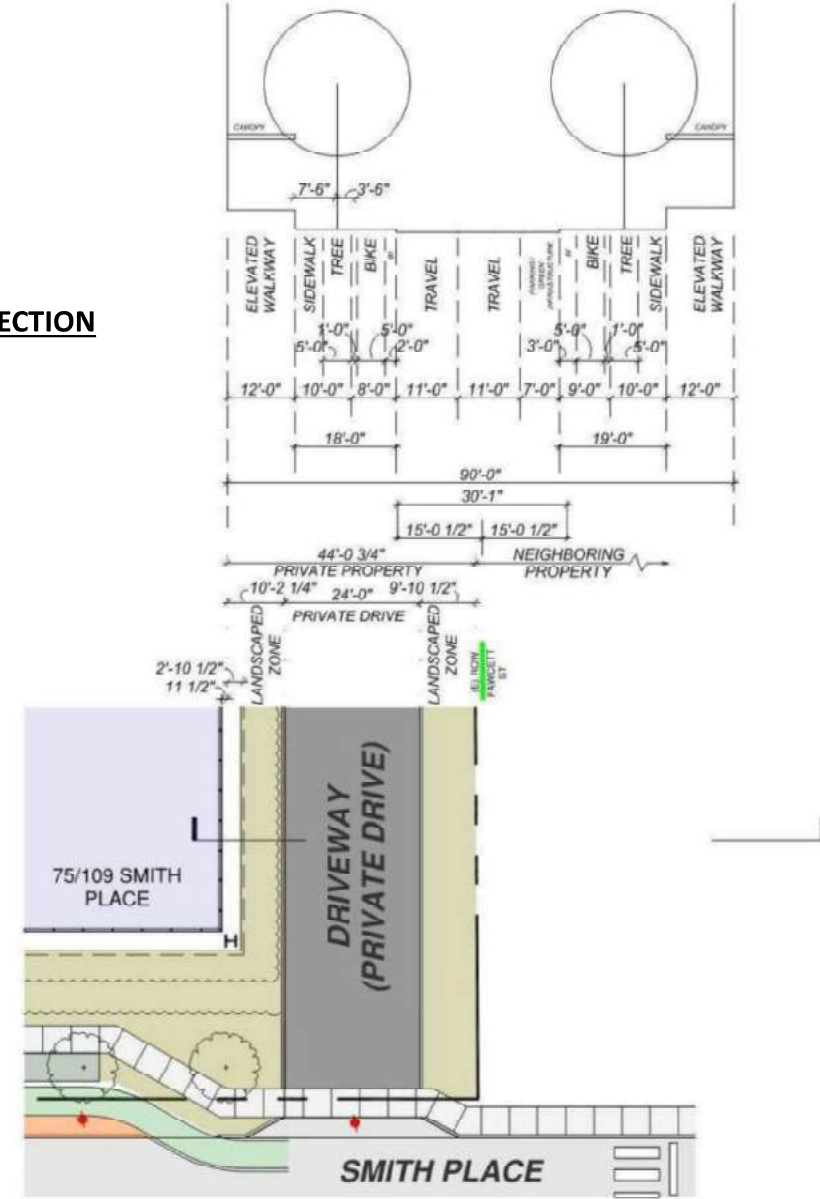 CANOPY
CANOPY
7'-6"
3'-6"
ELEVATED
WALKWAY
SIDEWALK
TREE
BIKE
TRAVEL
TRAVEL
PARKING/
GREEN
INFRASTRUCTURE
BIKE
TREE
SIDEWALK
ELEVATED
WALKWAY
ECTION
1'-0"
5'-0"
5'-0"
2'-0"
5'-0"
1'-0"
3'-0"
5'-0"
12'-0"
10'-0"
8'-0"
11'-0"
11'-0"
7'-0"
9'-0"
10'-0"
12'-0"
18'-0"
19'-0"
90'-0"
30'-1"
15'-0 1/2"
15'-0 1/2"
44'-0 3/4"
PRIVATE PROPERTY
NEIGHBORING
PROPERTY
10'-2 1/4"
24'-0"
9'-10 1/2"
PRIVATE DRIVE
LANDSCAPED
ZONE
LANDSCAPED
ZONE
2'-10 1/2"
11 1/2"
FAWCETT
ST
75/109 SMITH
PLACE
DRIVEWAY
(PRIVATE DRIVE)
H
SMITH PLACE